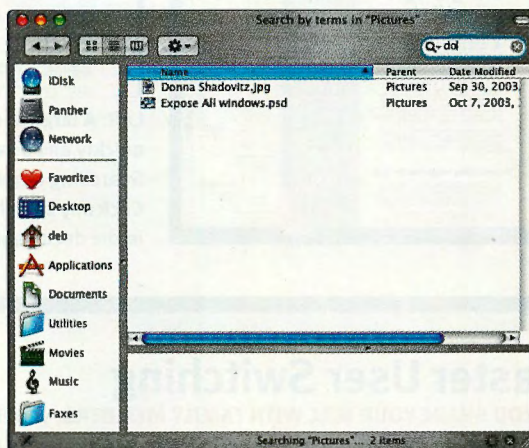 Search by terms in "Pictures"
do
Name Parent Date Modified
iDisk
Donna Shadovitz.jpg Pictures Sep 30, 2003,
Expose All windows.psd Pictures Oct 7, 2003,
Panther
Network
Favorites
Desktop
deb
Applications
Documents
Utilities
Movies
Music
Faxes
aster User Switching
Searching "Pictures"... 2 items